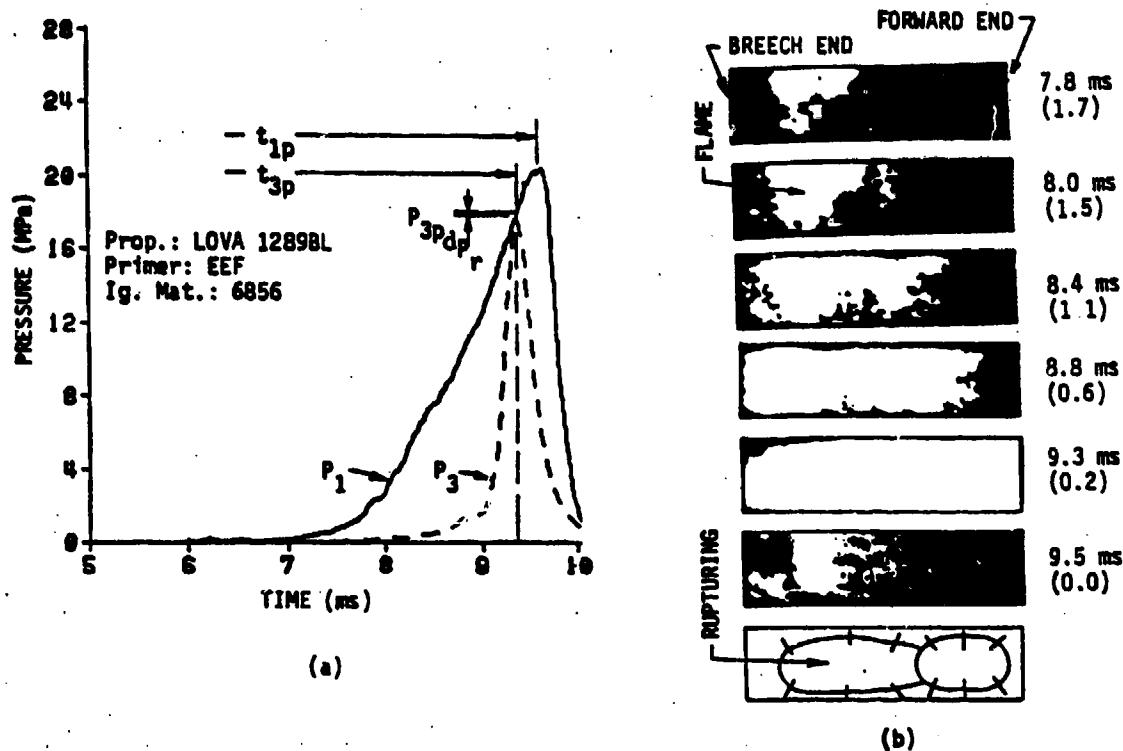 28
24
20
16
12
8
4
0
PRESSURE (MPa)
t1p
t3p
P3pdpr
Prop.: LOVA 1289BL
Primer: EEF
Ig. Mat.: 6856
P1
P3
5
6
7
8
9
10
TIME (ms)
(a)
FORWARD END
BREECH END
FLAME
7.8 ms
(1.7)
8.0 ms
(1.5)
8.4 ms
(1 1)
8.8 ms
(0.6)
9.3 ms
(0.2)
9.5 ms
(0.0)
RUPTURING
(b)